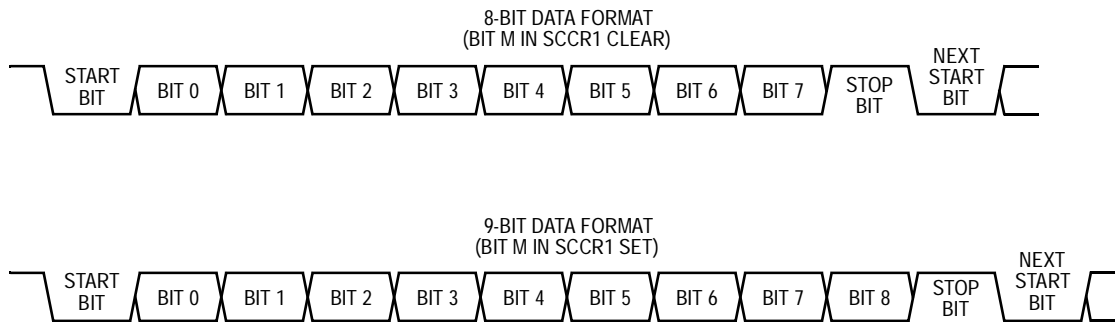 8-BIT DATA FORMAT
(BIT M IN SCCR1 CLEAR)
START
BIT
BIT 0
BIT 1
BIT 2
BIT 3
BIT 4
BIT 5
BIT 6
BIT 7
STOP
BIT
NEXT
START
BIT
9-BIT DATA FORMAT
(BIT M IN SCCR1 SET)
START
BIT
BIT 0
BIT 1
BIT 2
BIT 3
BIT 4
BIT 5
BIT 6
BIT 7
BIT 8
STOP
BIT
NEXT
START
BIT